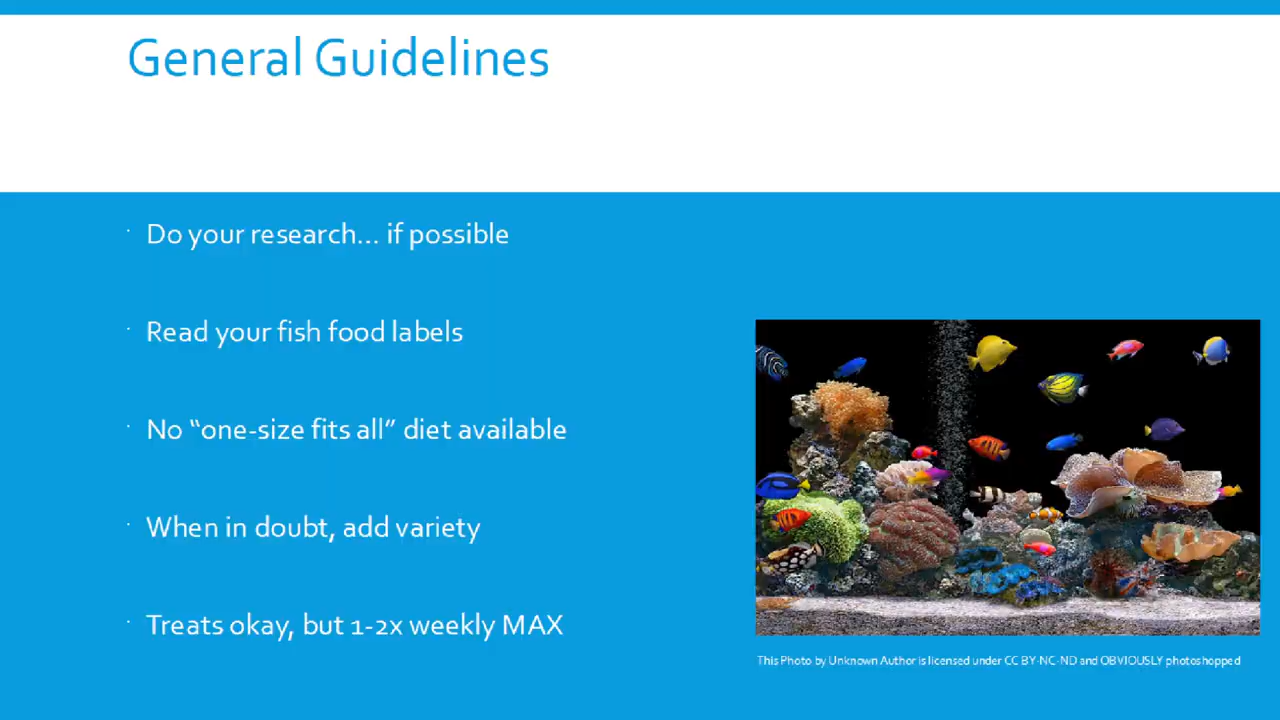 General Guidelines
Do your research... if possible
Read your fish food labels
No “one-size fits all” diet available
When in doubt, add variety
Treats okay, but 1-2x weekly MAX
This Photo by Unknown Author is licensed under CC BY-NC-ND and OBVIOUSLY photoshopped